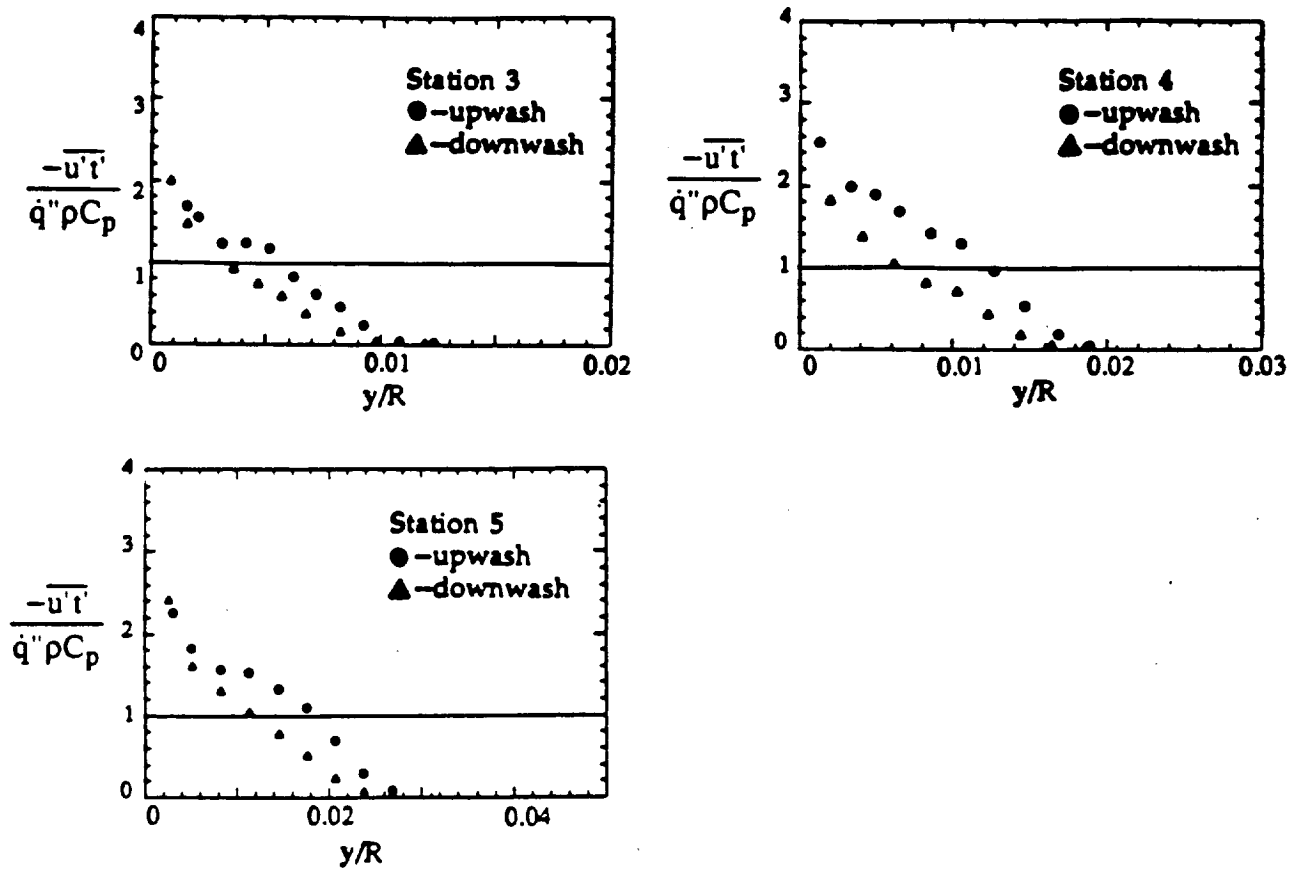 4
3
2
1
0
−u't'
q̇"ρCp
Station 3
●–upwash
▲–downwash
0
0.01
0.02
y/R
4
3
2
1
0
−u't'
q̇"ρCp
Station 4
●–upwash
▲–downwash
0
0.01
0.02
0.03
y/R
4
3
2
1
0
−u't'
q̇"ρCp
Station 5
●–upwash
▲–downwash
0
0.02
0.04
y/R